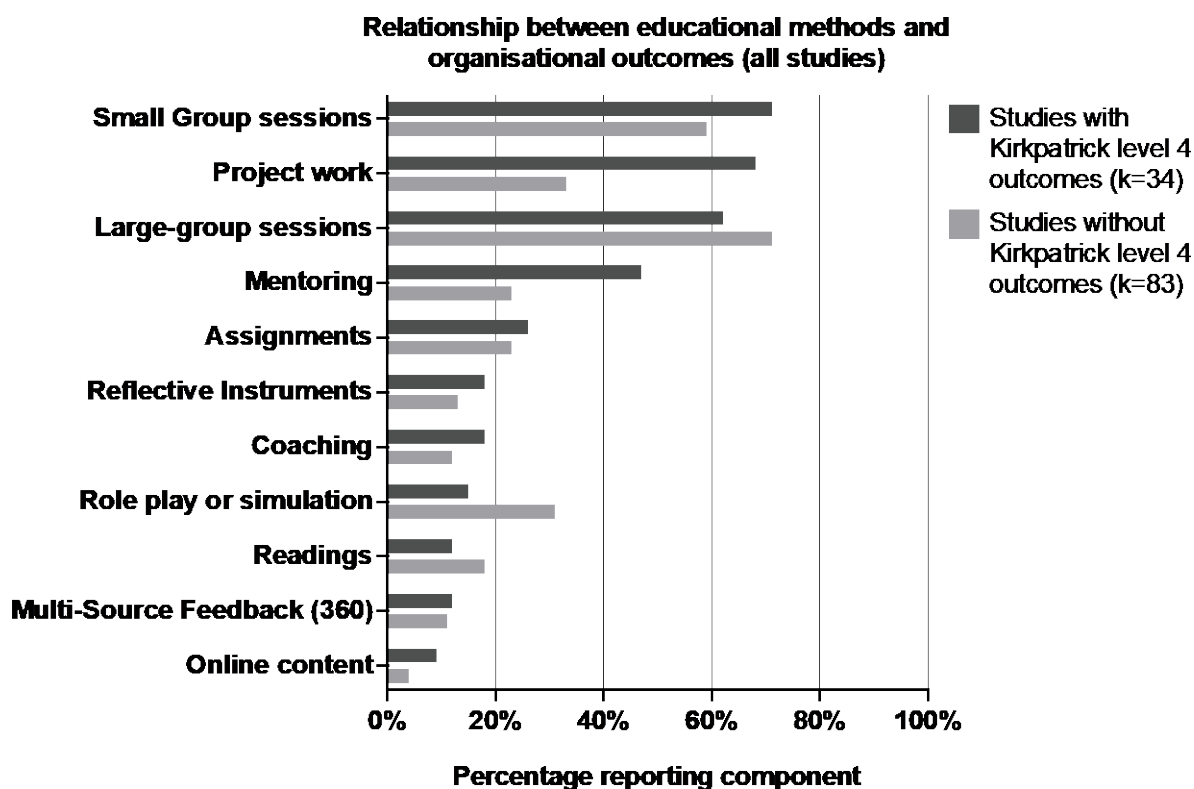 Relationship between educational methods and
organisational outcomes (all studies)
Small Group sessions
Project work
Large-group sessions
Mentoring
Assignments
Reflective Instruments
Coaching
Role play or simulation
Readings
Multi-Source Feedback (360)
Online content
0% 20% 40% 60% 80% 100%
Percentage reporting component
Studies with
Kirkpatrick level 4
outcomes (k=34)
Studies without
Kirkpatrick level 4
outcomes (k=83)